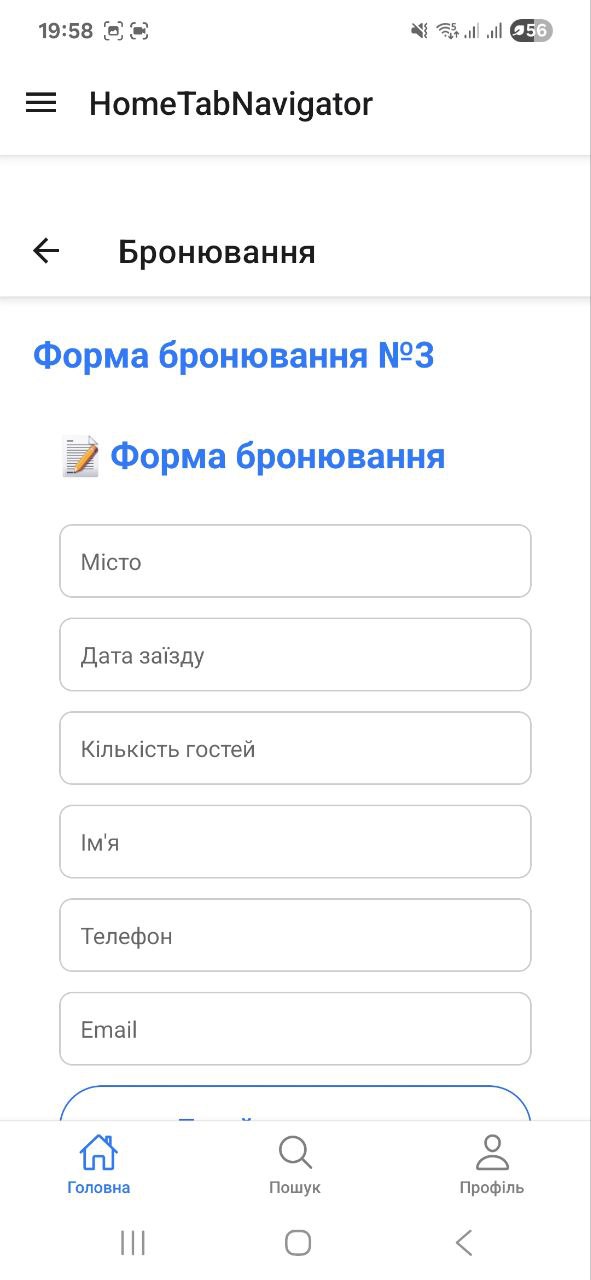 19:58
56
HomeTabNavigator
Бронювання
Форма бронювання №3
📝 Форма бронювання
Місто
Дата заїзду
Кількість гостей
Ім'я
Телефон
Email
Головна
Пошук
Профіль